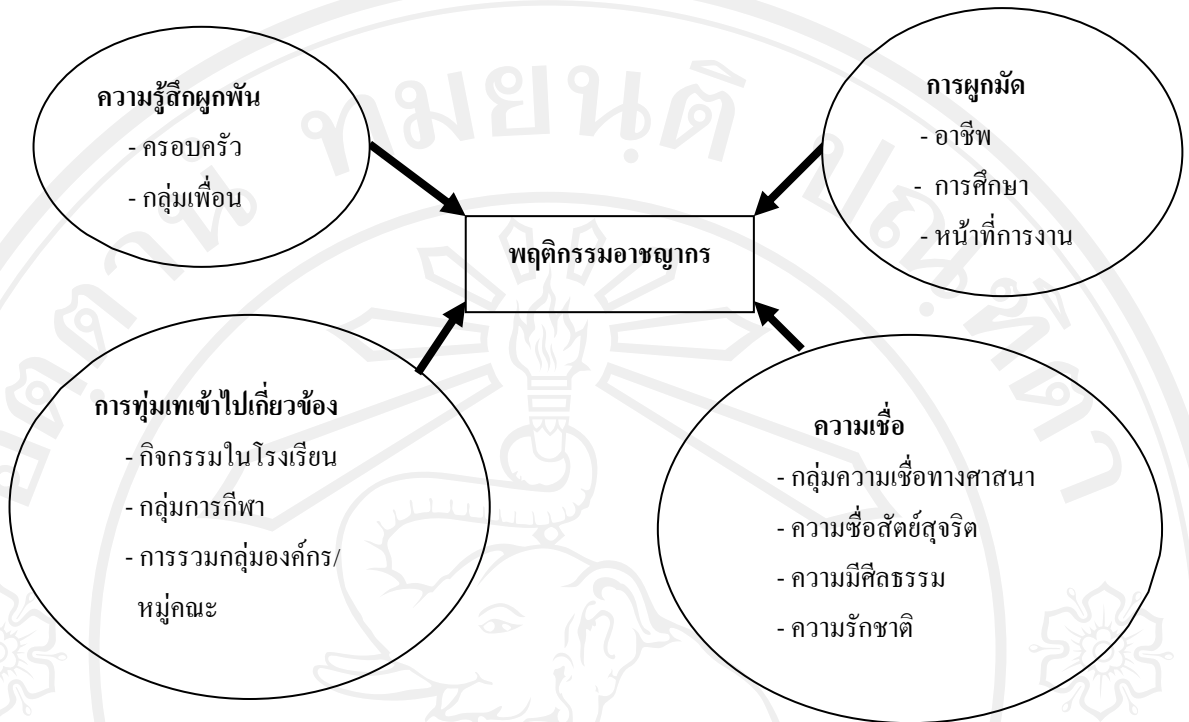 ความรู้สึกผูกพัน
- ครอบครัว
- กลุ่มเพื่อน
การผูกมัด
- อาชีพ
- การศึกษา
- หน้าที่การงาน
พฤติกรรมอาชญากร
การทุ่มเทเข้าไปเกี่ยวข้อง
- กิจกรรมในโรงเรียน
- กลุ่มการกีฬา
- การรวมกลุ่มองค์กร/
หมู่คณะ
ความเชื่อ
- กลุ่มความเชื่อทางศาสนา
- ความซื่อสัตย์สุจริต
- ความมีศีลธรรม
- ความรักชาติ